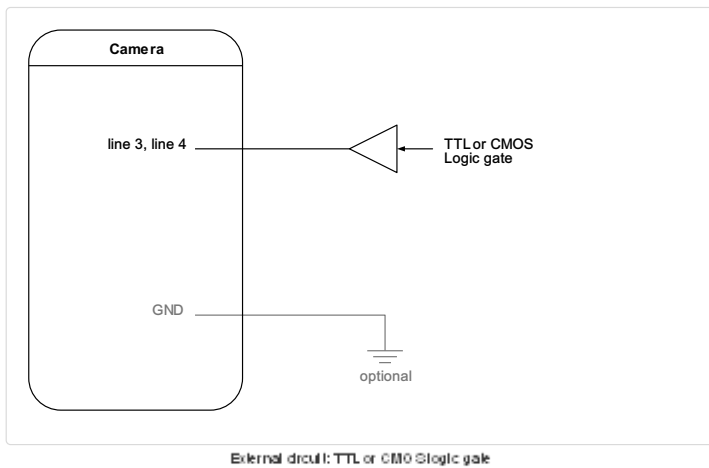 Camera
line 3, line 4
TTL or CMOS
Logic gate
GND
optional
External circuit: TTL or CMOS logic gate